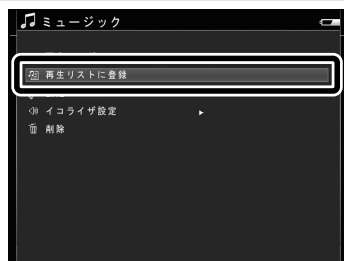 ミュージック
再生リストに登録
イコライザ設定
削除